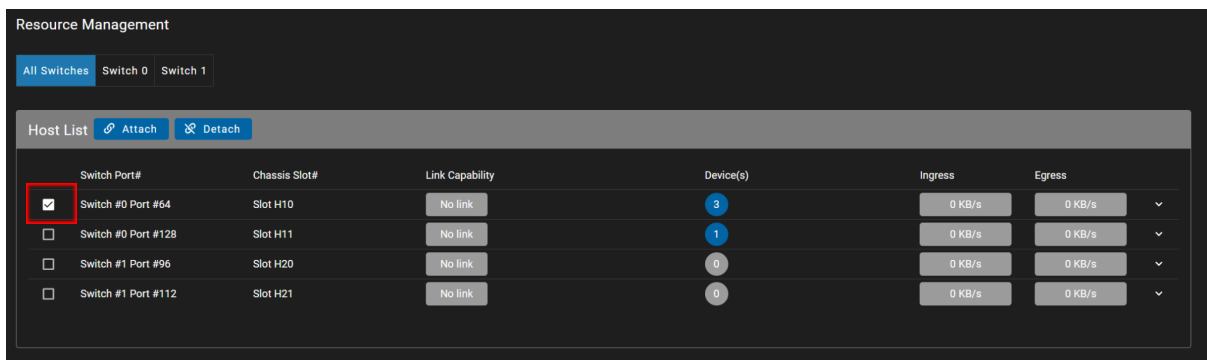 Resource Management
All Switches Switch 0 Switch 1
Host List Attach Detach
Switch Port# Chassis Slot# Link Capability Device(s) Ingress Egress
Switch #0 Port #64 Slot H10 No link 3 0 KB/s 0 KB/s
Switch #0 Port #128 Slot H11 No link 1 0 KB/s 0 KB/s
Switch #1 Port #96 Slot H20 No link 0 0 KB/s 0 KB/s
Switch #1 Port #112 Slot H21 No link 0 0 KB/s 0 KB/s